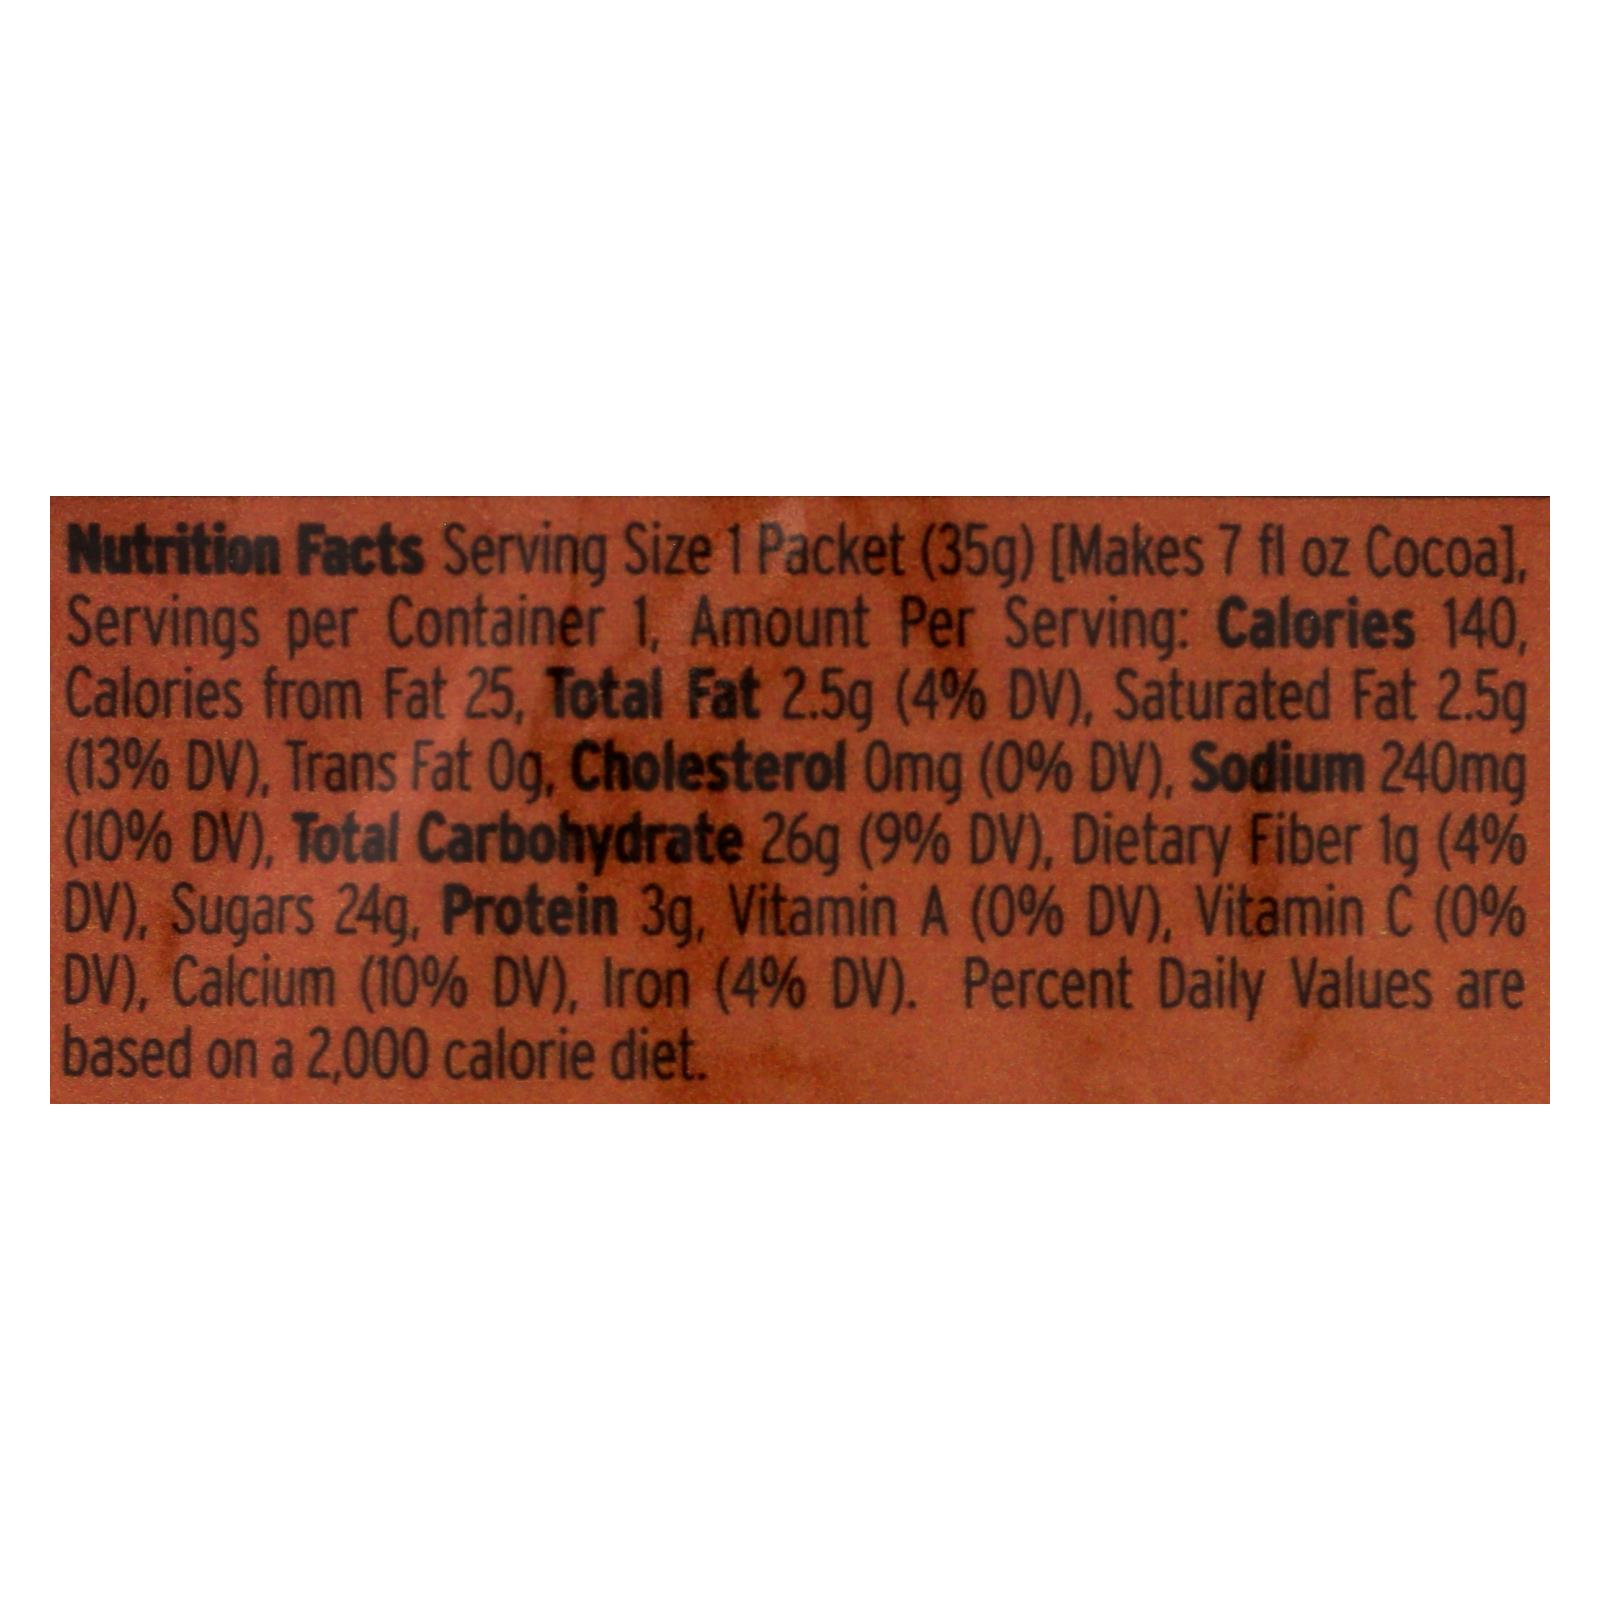 Nutrition Facts Serving Size 1 Packet (35g) [Makes 7 fl oz Cocoa],
Servings per Container 1, Amount Per Serving: Calories 140,
Calories from Fat 25, Total Fat 2.5g (4% DV), Saturated Fat 2.5g
(13% DV), Trans Fat 0g, Cholesterol 0mg (0% DV), Sodium 240mg
(10% DV), Total Carbohydrate 26g (9% DV), Dietary Fiber 1g (4%
DV), Sugars 24g, Protein 3g, Vitamin A (0% DV), Vitamin C (0%
DV), Calcium (10% DV), Iron (4% DV). Percent Daily Values are
based on a 2,000 calorie diet.